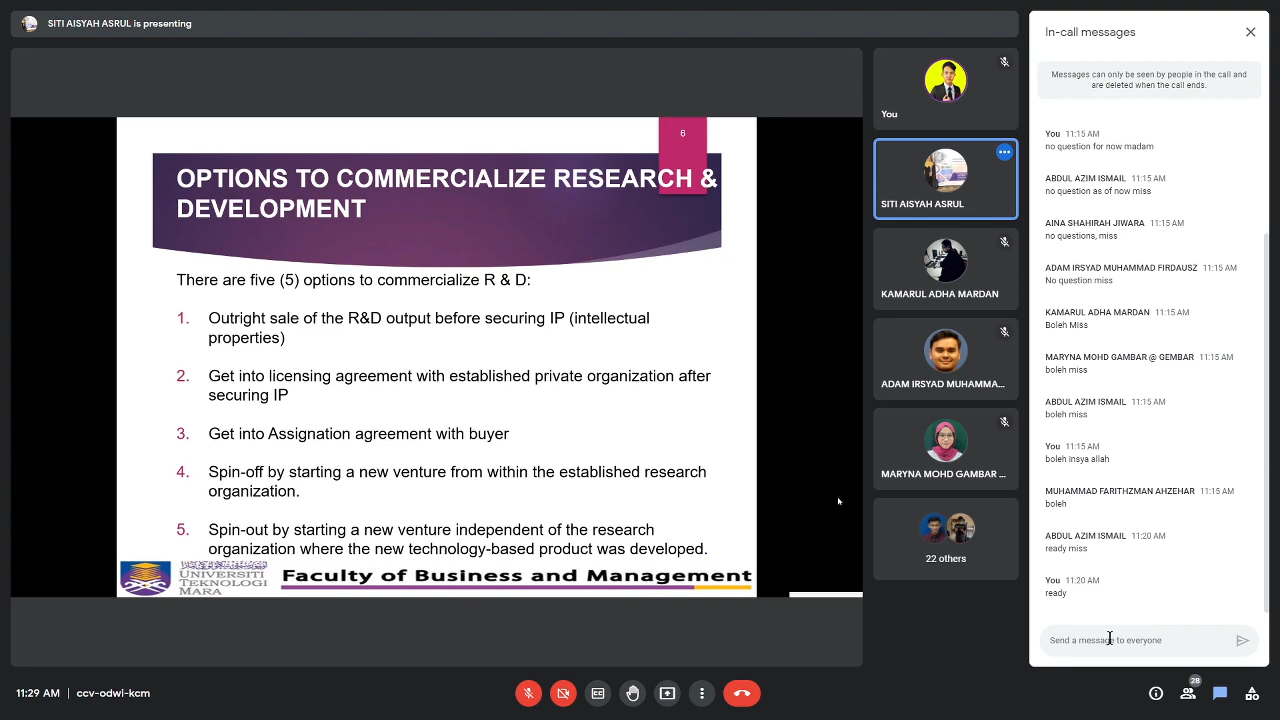 SITI AISYAH ASRUL is presenting
6
OPTIONS TO COMMERCIALIZE RESEARCH &
DEVELOPMENT
There are five (5) options to commercialize R & D:
1. Outright sale of the R&D output before securing IP (intellectual
properties)
2. Get into licensing agreement with established private organization after
securing IP
3. Get into Assignation agreement with buyer
4. Spin-off by starting a new venture from within the established research
organization.
5. Spin-out by starting a new venture independent of the research
organization where the new technology-based product was developed.
UNIVERSITI
TEKNOLOGI
MARA
Faculty of Business and Management
You
SITI AISYAH ASRUL
KAMARUL ADHA MARDAN
ADAM IRSYAD MUHAMMA...
MARYNA MOHD GAMBAR ...
22 others
In-call messages
Messages can only be seen by people in the call and
are deleted when the call ends.
You 11:15 AM
no question for now madam
ABDUL AZIM ISMAIL 11:15 AM
no question as of now miss
AINA SHAHIRAH JIWARA 11:15 AM
no questions, miss
ADAM IRSYAD MUHAMMAD FIRDAUSZ 11:15 AM
No question miss
KAMARUL ADHA MARDAN 11:15 AM
Boleh Miss
MARYNA MOHD GAMBAR @ GEMBAR 11:15 AM
boleh miss
ABDUL AZIM ISMAIL 11:15 AM
boleh miss
You 11:15 AM
boleh insya allah
MUHAMMAD FARITHZMAN AHZEHAR 11:15 AM
boleh
ABDUL AZIM ISMAIL 11:20 AM
ready miss
You 11:20 AM
ready
Send a message to everyone
11:29 AM | ccv-odwi-kcm
28